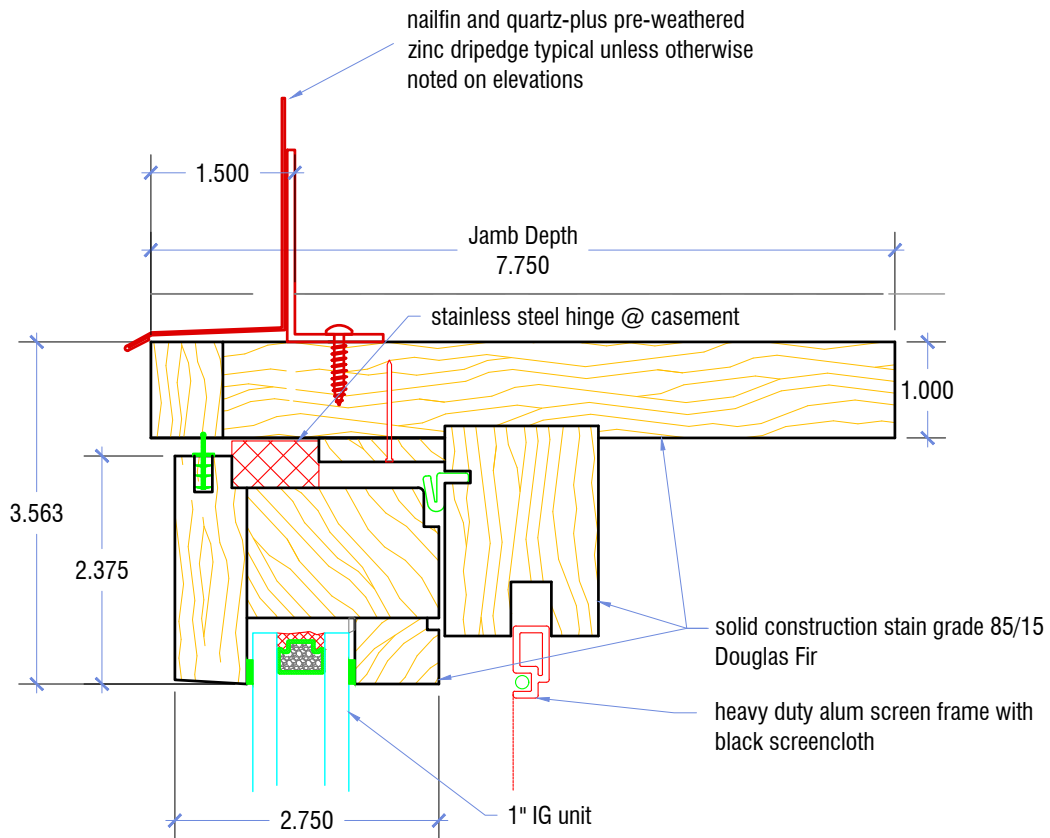 nailfin and quartz-plus pre-weathered
zinc dripedge typical unless otherwise
noted on elevations
1.500
Jamb Depth
7.750
stainless steel hinge @ casement
1.000
3.563
2.375
solid construction stain grade 85/15
Douglas Fir
heavy duty alum screen frame with
black screencloth
1" IG unit
2.750